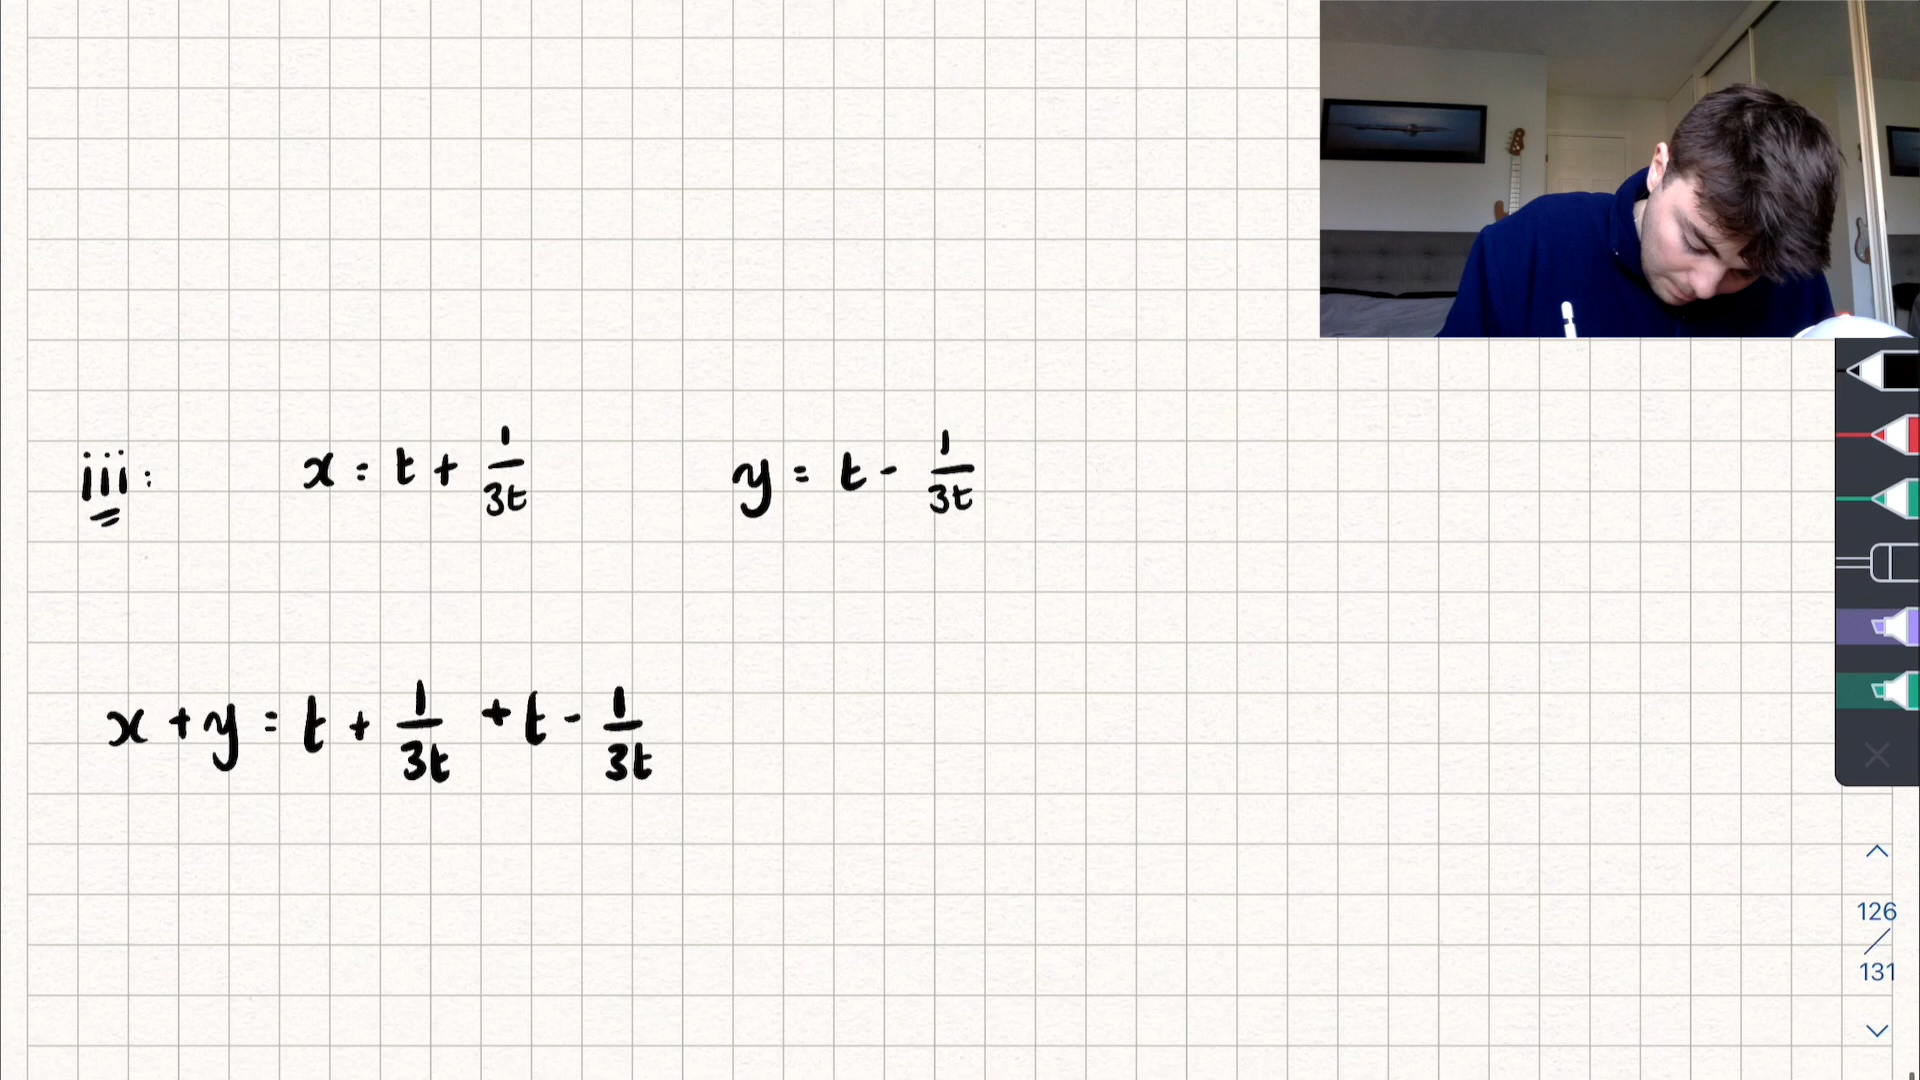 iii: x = t + 1/3t y = t - 1/3t
x + y = t + 1/3t + t - 1/3t
126
/
131